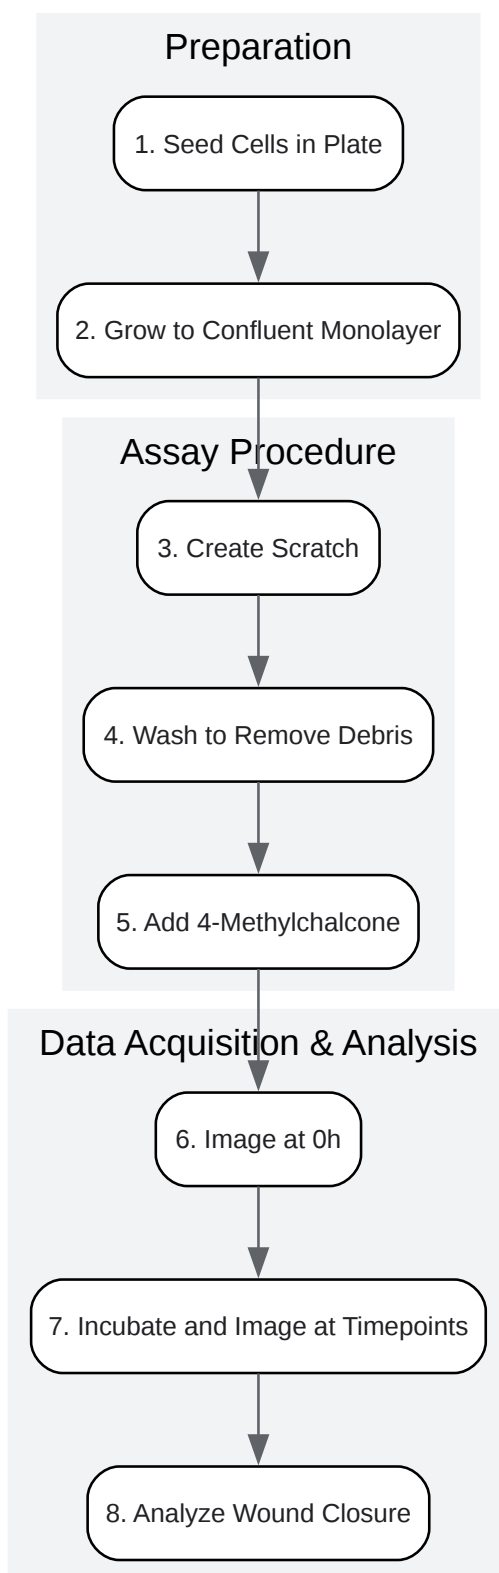 Preparation
1. Seed Cells in Plate
2. Grow to Confluent Monolayer
Assay Procedure
3. Create Scratch
4. Wash to Remove Debris
5. Add 4-Methylchalcone
Data Acquisition & Analysis
6. Image at 0h
7. Incubate and Image at Timepoints
8. Analyze Wound Closure